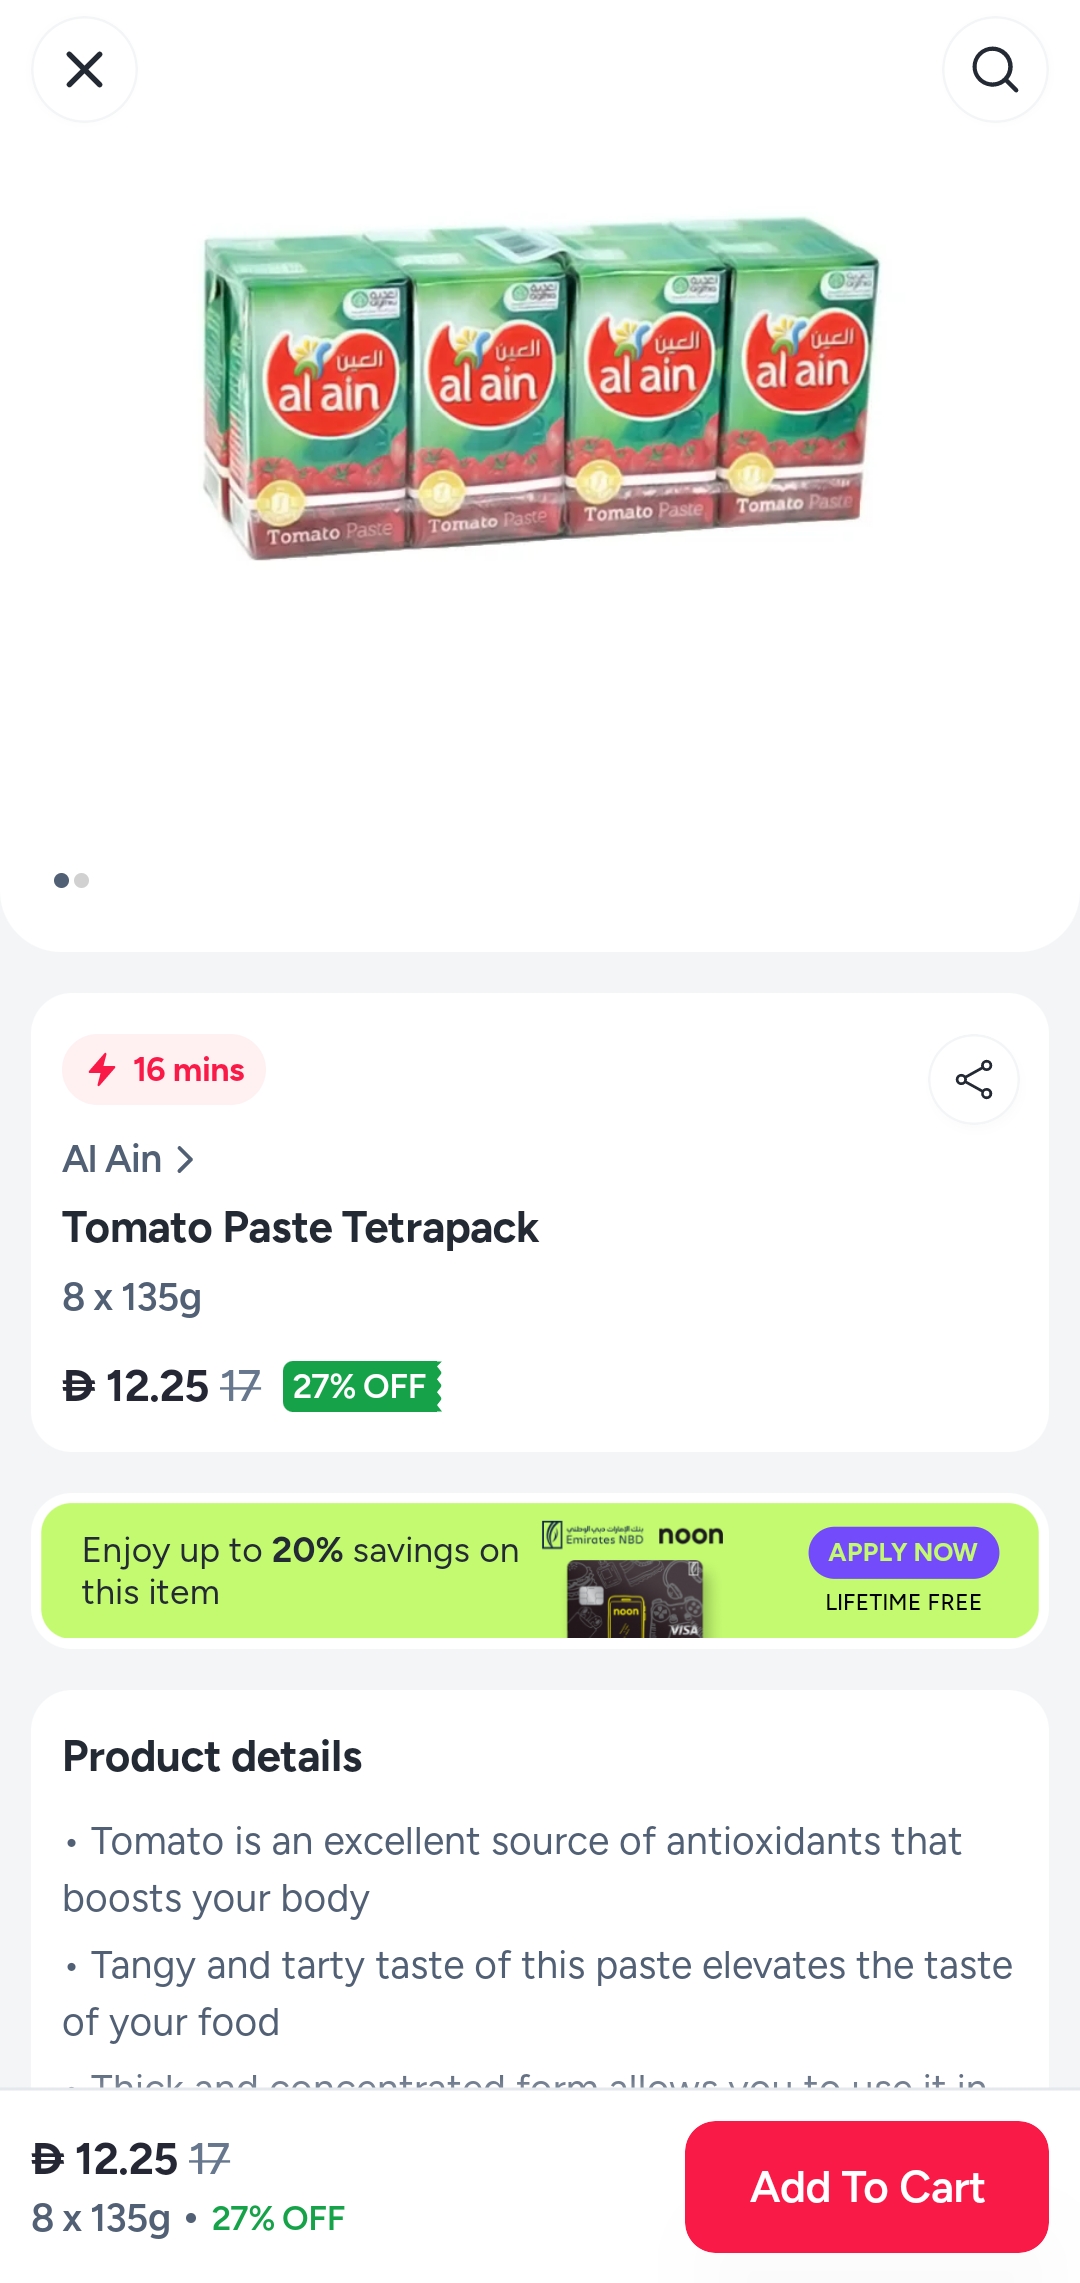 العين
al ain
Tomato Paste
العين
al ain
Tomato Paste
العين
al ain
Tomato Paste
العين
al ain
Tomato Paste
16 mins
Al Ain
Tomato Paste Tetrapack
8 x 135g
12.25 17 27% OFF
Enjoy up to 20% savings on
this item
بنك الإمارات دبي الوطني
Emirates NBD
noon
noon
VISA
APPLY NOW
LIFETIME FREE
Product details
• Tomato is an excellent source of antioxidants that
boosts your body
• Tangy and tarty taste of this paste elevates the taste
of your food
• Thick and concentrated form allows you to use it in
12.25 17
8 x 135g • 27% OFF
Add To Cart